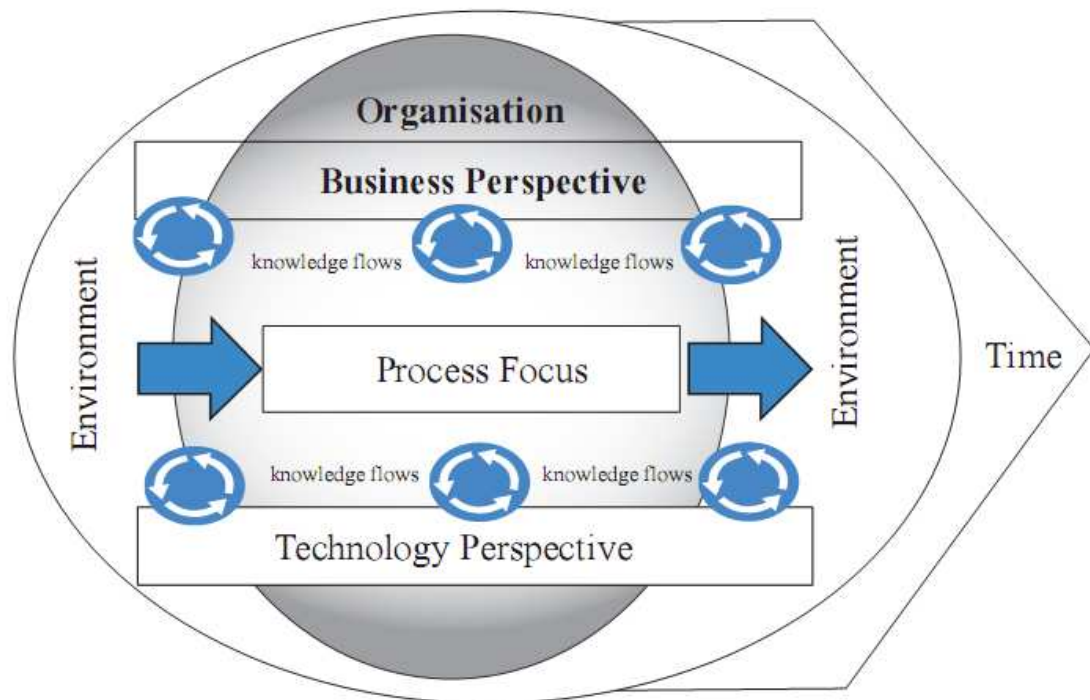 Organisation
Business Perspective
knowledge flows
knowledge flows
Environment
Process Focus
Environment
Time
knowledge flows
knowledge flows
Technology Perspective